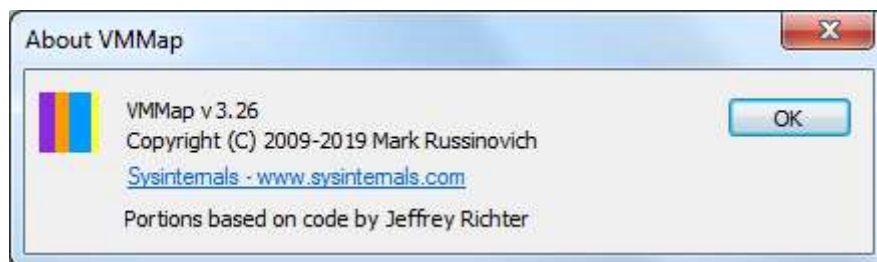 About VMMap
VMMap v 3.26
OK
Copyright (C) 2009-2019 Mark Russinovich
Sysinternals - www.sysinternals.com
Portions based on code by Jeffrey Richter